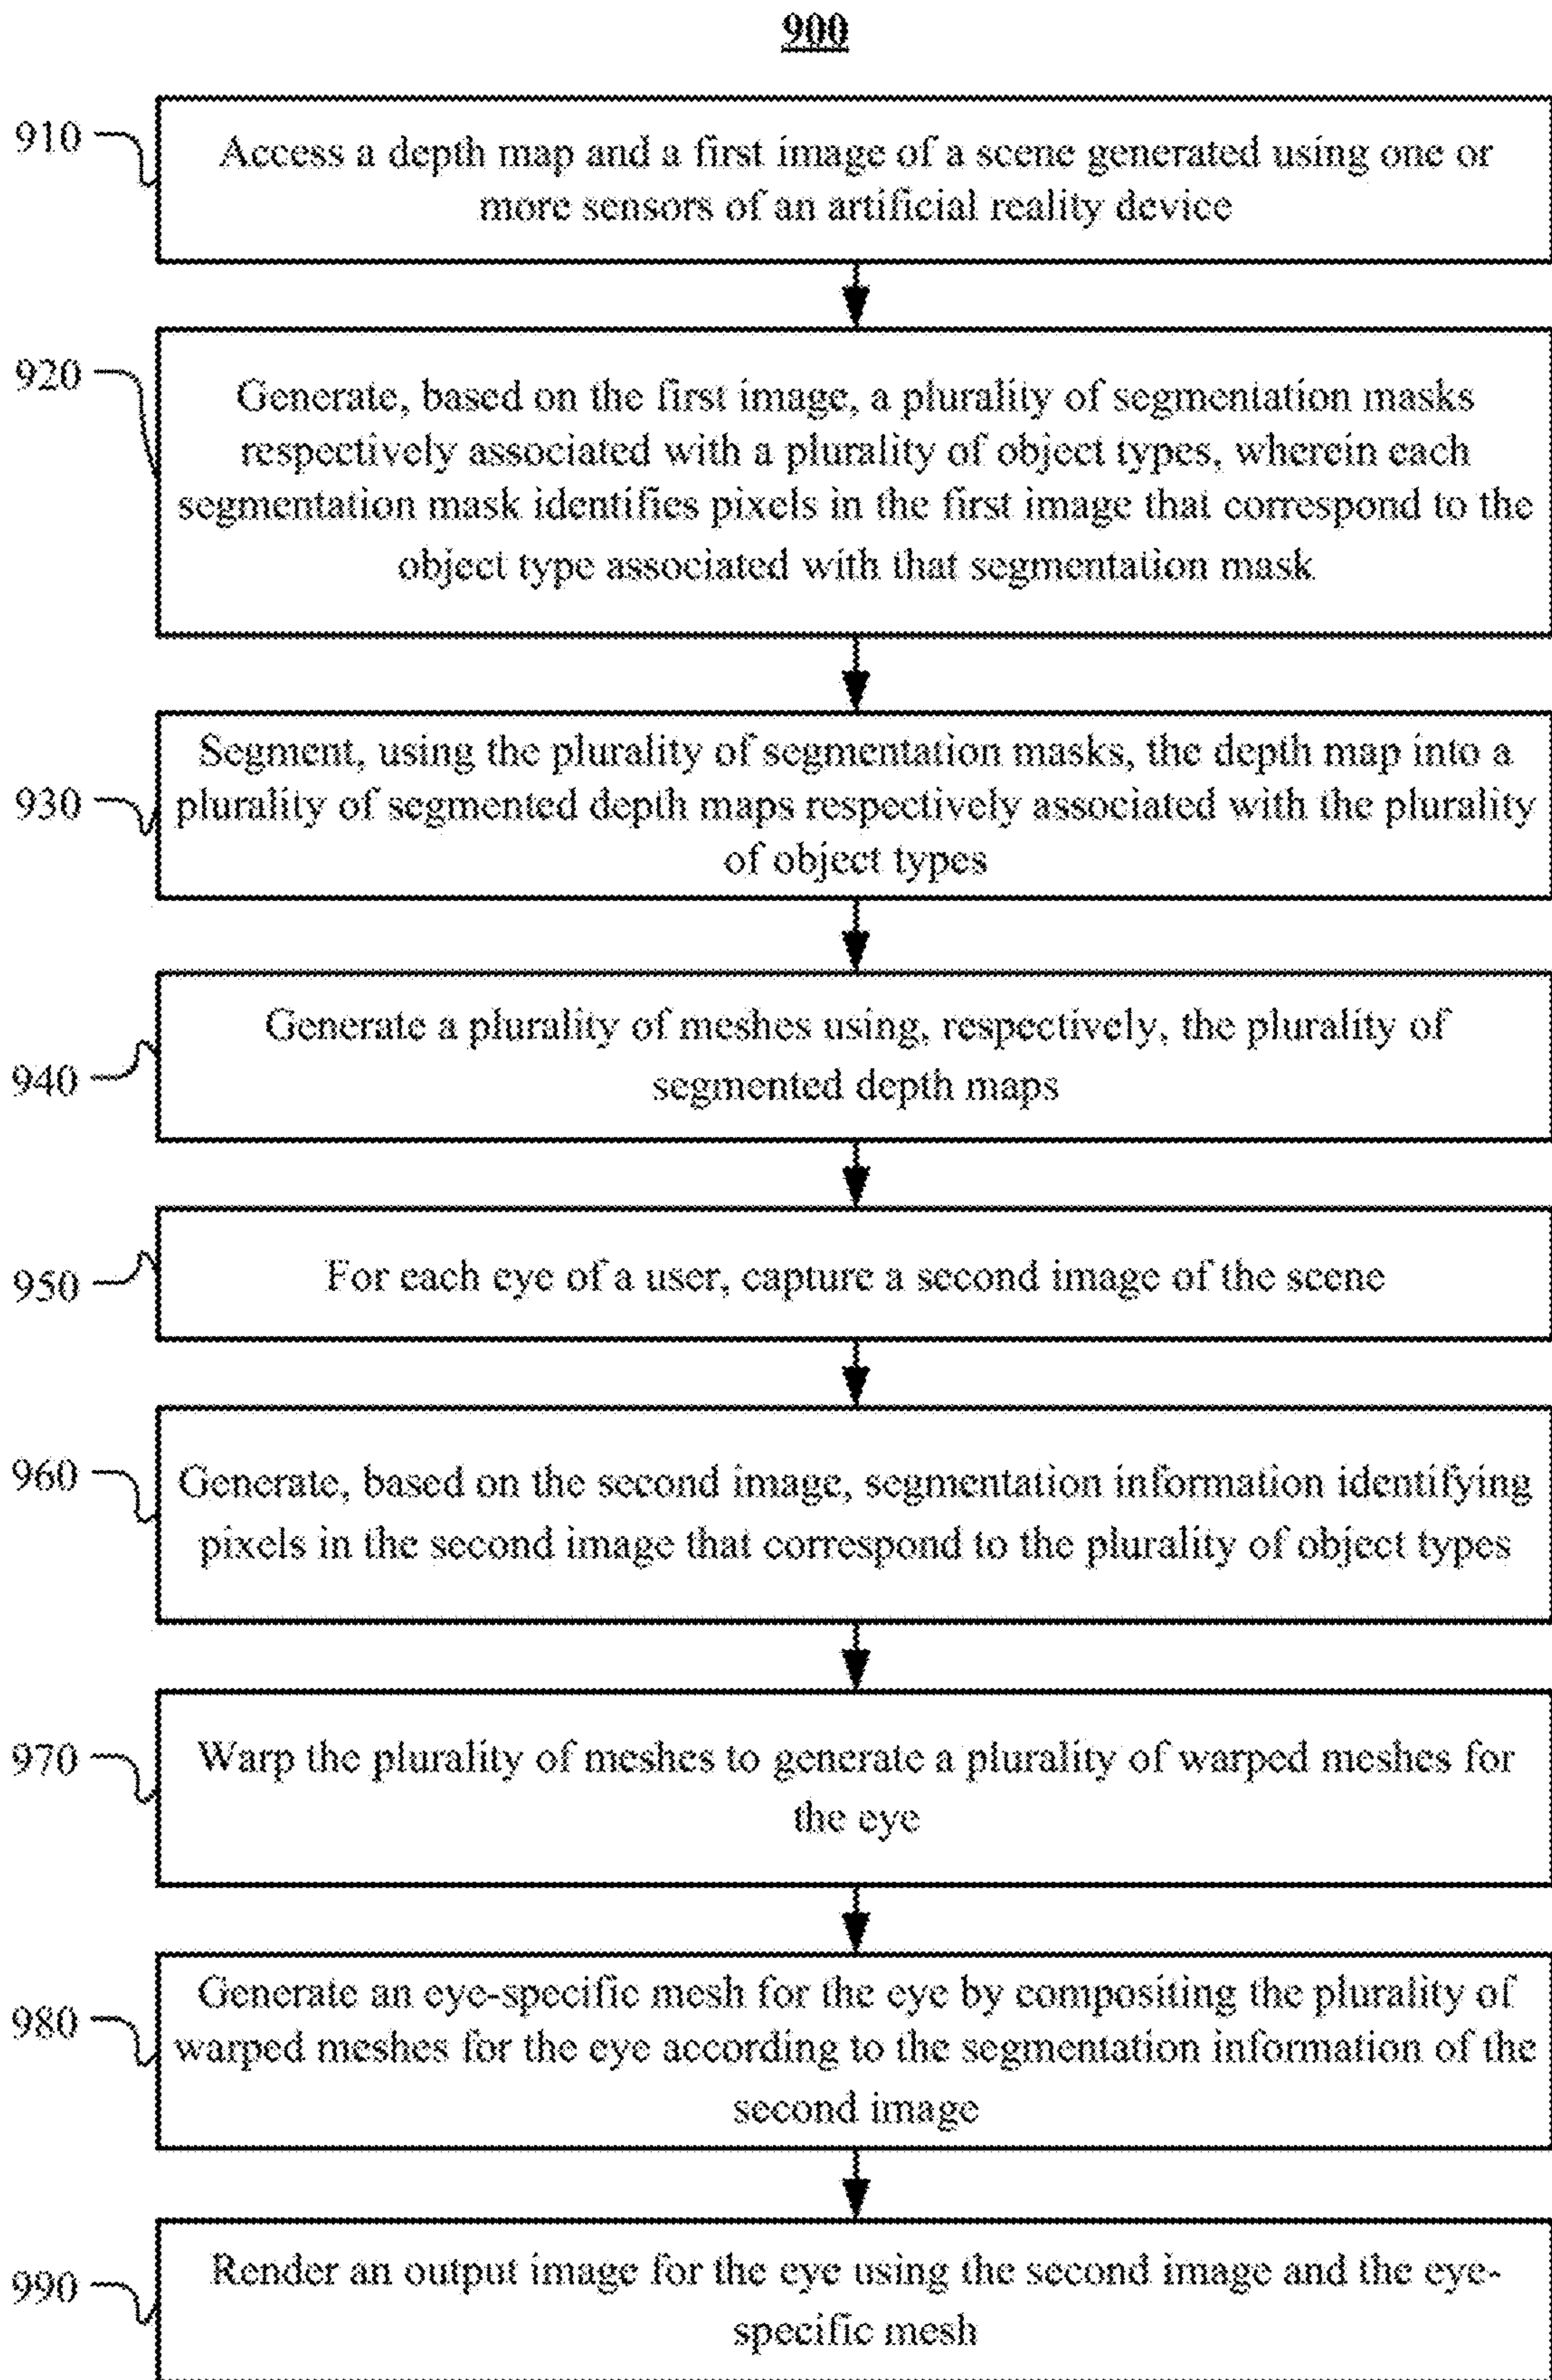 900
910
Access a depth map and a first image of a scene generated using one or
more sensors of an artificial reality device
920
Generate, based on the first image, a plurality of segmentation masks
respectively associated with a plurality of object types, wherein each
segmentation mask identifies pixels in the first image that correspond to the
object type associated with that segmentation mask
930
Segment, using the plurality of segmentation masks, the depth map into a
plurality of segmented depth maps respectively associated with the plurality
of object types
940
Generate a plurality of meshes using, respectively, the plurality of
segmented depth maps
950
For each eye of a user, capture a second image of the scene
960
Generate, based on the second image, segmentation information identifying
pixels in the second image that correspond to the plurality of object types
970
Warp the plurality of meshes to generate a plurality of warped meshes for
the eye
980
Generate an eye-specific mesh for the eye by compositing the plurality of
warped meshes for the eye according to the segmentation information of the
second image
990
Render an output image for the eye using the second image and the eye-
specific mesh